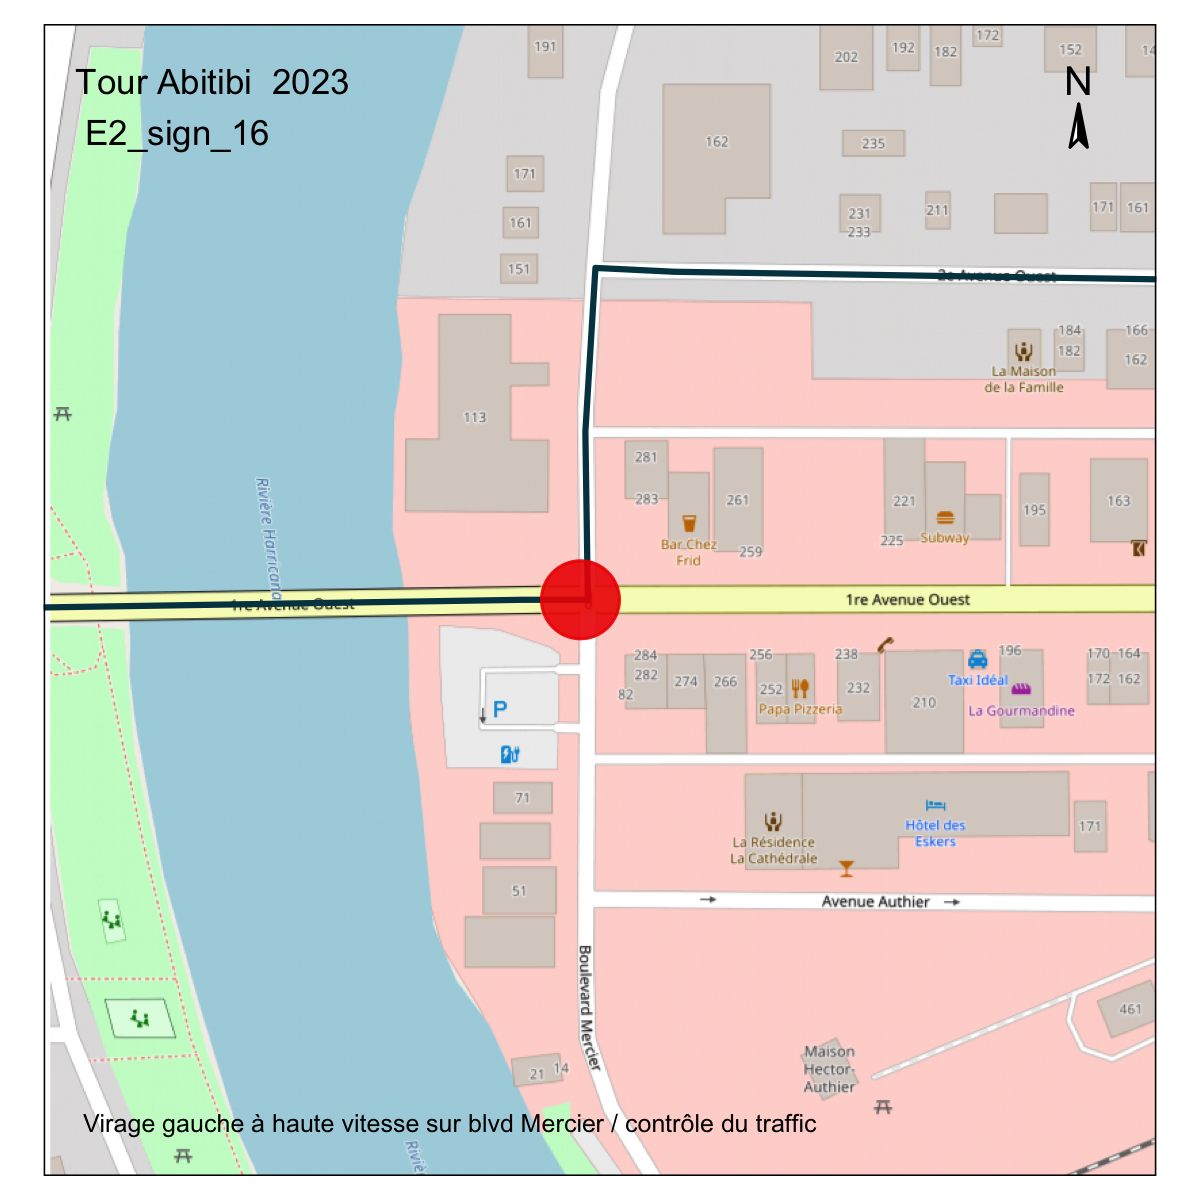 Tour Abitibi 2023
E2_sign_16
N
191
202
192
182
172
152
14
162
235
171
161
151
231
233
211
171
161
2e Avenue Ouest
184
182
166
162
La Maison
de la Famille
113
281
283
261
259
Bar Chez
Frid
221
225
Subway
195
163
Rivière Harricana
1re Avenue Ouest
1re Avenue Ouest
284
282
82
274
266
256
252
Papa Pizzeria
238
232
210
Taxi Idéal
196
La Gourmandine
170
164
172
162
P
71
51
La Résidence
La Cathédrale
Hôtel des
Eskers
171
Avenue Authier
Boulevard Mercier
461
Maison
Hector-
Authier
21
14
Virage gauche à haute vitesse sur blvd Mercier / contrôle du traffic
Riviè